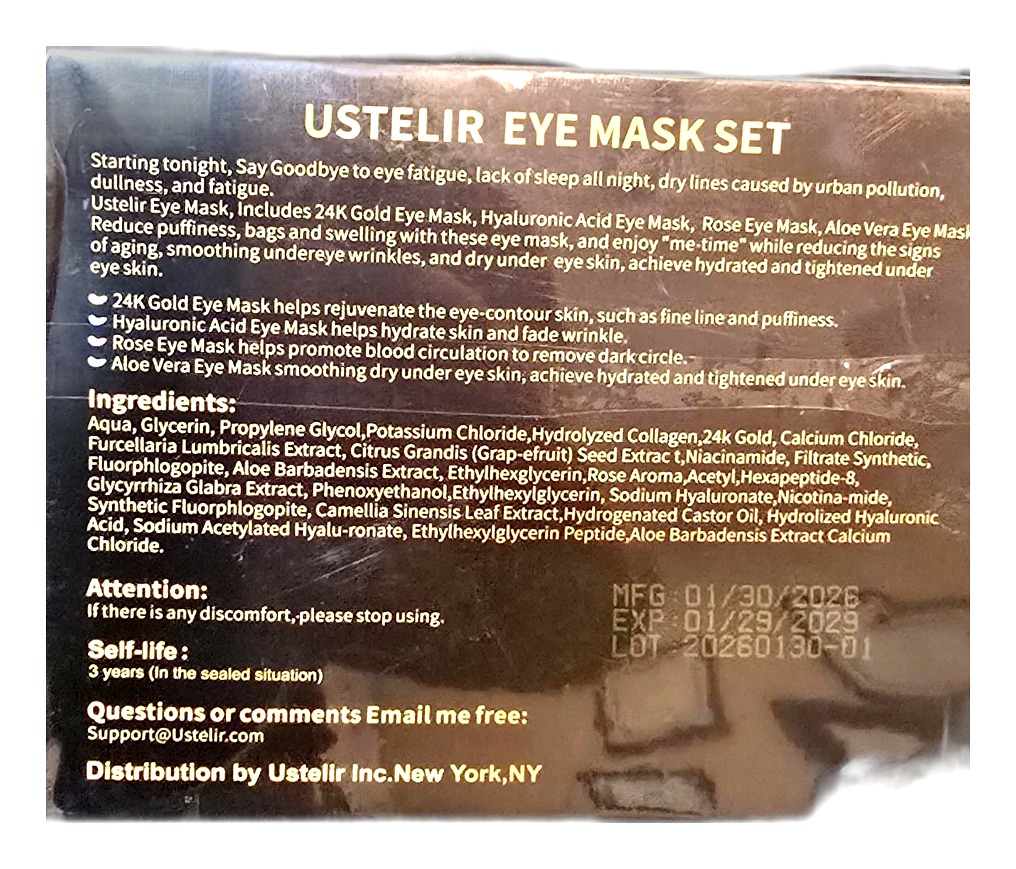 USTELIR EYE MASK SET
Starting tonight, Say Goodbye to eye fatigue, lack of sleep all night, dry lines caused by urban pollution,
dullness, and fatigue.
Ustelir Eye Mask, Includes 24K Gold Eye Mask, Hyaluronic Acid Eye Mask, Rose Eye Mask, Aloe Vera Eye Mask
Reduce puffiness, bags and swelling with these eye mask, and enjoy "me-time" while reducing the signs
of aging, smoothing undereye wrinkles, and dry under eye skin, achieve hydrated and tightened under
eye skin.
24K Gold Eye Mask helps rejuvenate the eye-contour skin, such as fine line and puffiness.
Hyaluronic Acid Eye Mask helps hydrate skin and fade wrinkle.
Rose Eye Mask helps promote blood circulation to remove dark circle.
Aloe Vera Eye Mask smoothing dry under eye skin, achieve hydrated and tightened under eye skin.
Ingredients:
Aqua, Glycerin, Propylene Glycol,Potassium Chloride,Hydrolyzed Collagen,24k Gold, Calcium Chloride,
Furcellaria Lumbricalis Extract, Citrus Grandis (Grap-efruit) Seed Extrac t,Niacinamide, Filtrate Synthetic,
Fluorphlogopite, Aloe Barbadensis Extract, Ethylhexglycerin,Rose Aroma,Acetyl,Hexapeptide-8,
Glycyrrhiza Glabra Extract, Phenoxyethanol,Ethylhexylglycerin, Sodium Hyaluronate,Nicotina-mide,
Synthetic Fluorphlogopite, Camellia Sinensis Leaf Extract,Hydrogenated Castor Oil, Hydrolized Hyaluronic
Acid, Sodium Acetylated Hyalu-ronate, Ethylhexylglycerin Peptide,Aloe Barbadensis Extract Calcium
Chloride.
Attention:
If there is any discomfort, please stop using.
MFG:01/30/2026
EXP:01/29/2029
LOT:20260130-01
Self-life:
3 years (In the sealed situation)
Questions or comments Email me free:
Support@Ustelir.com
Distribution by Ustelir Inc.New York,NY